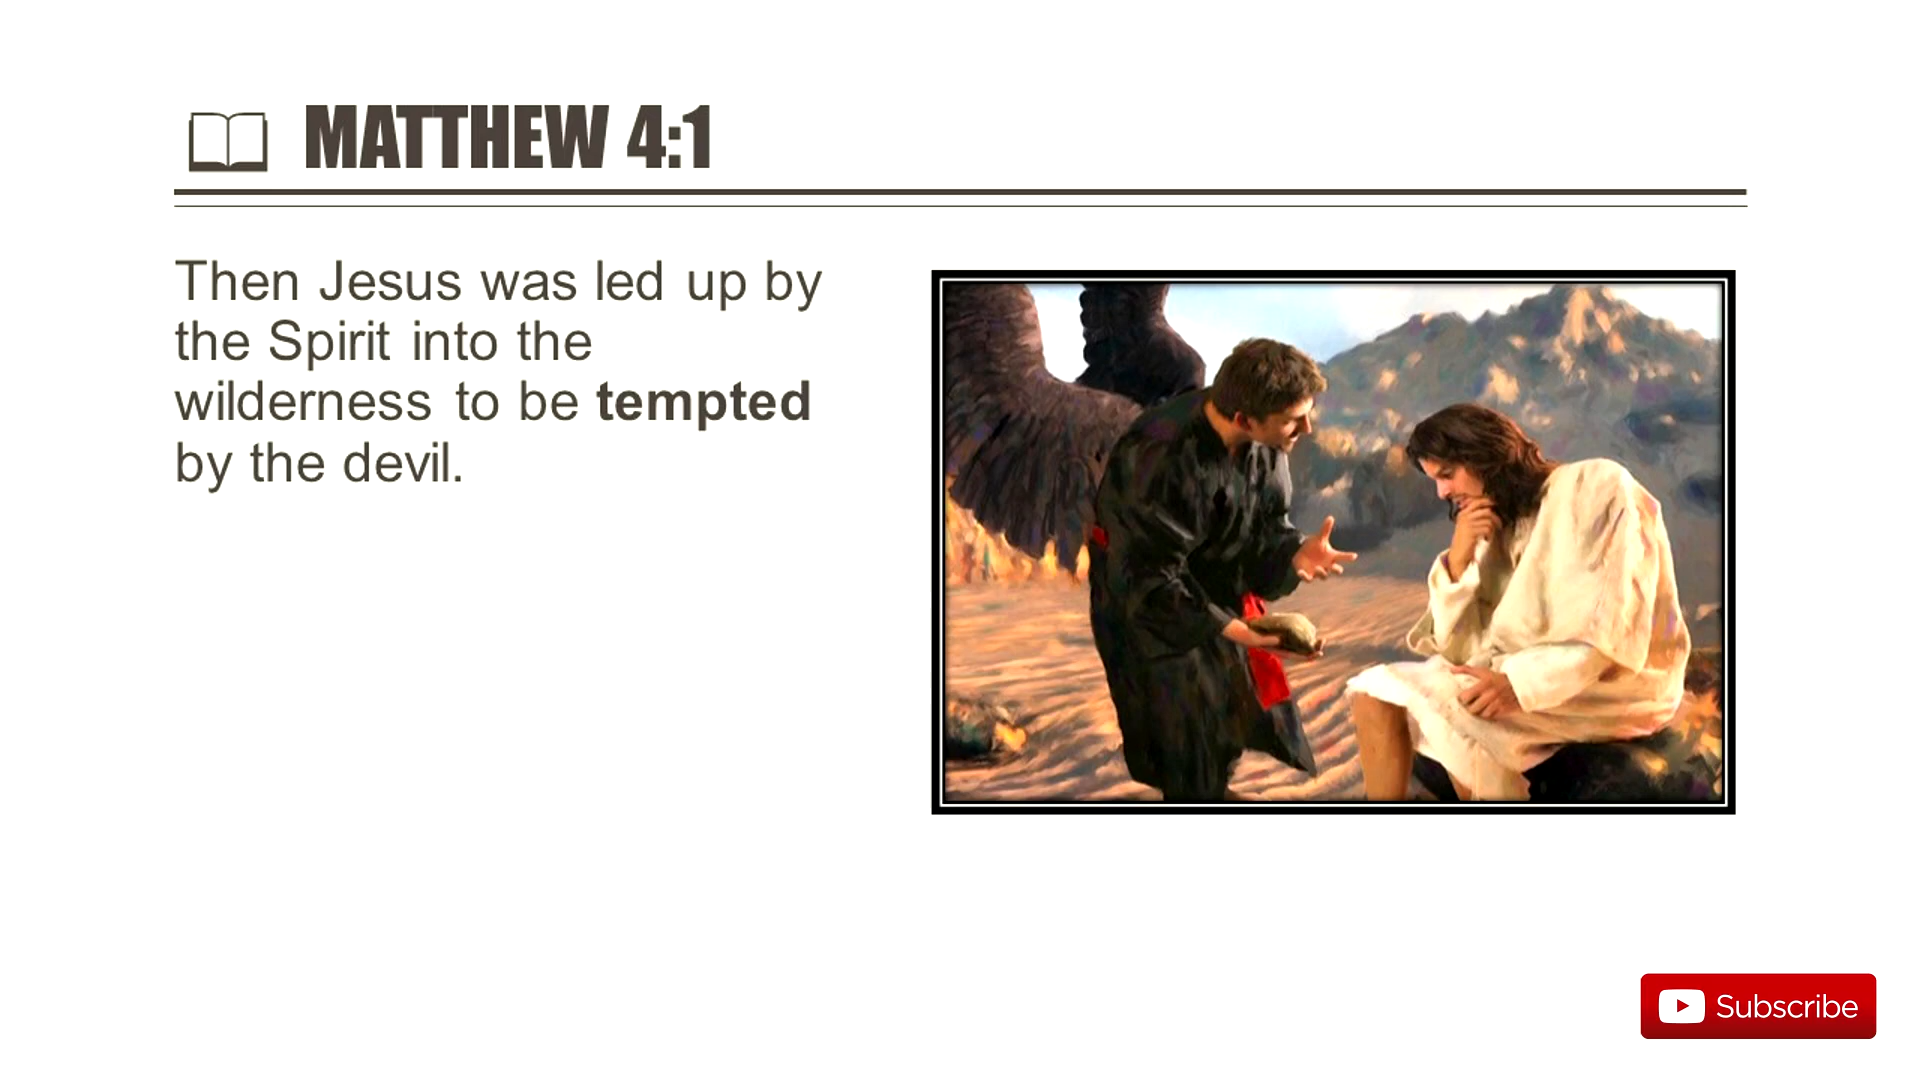 MATTHEW 4:1
Then Jesus was led up by
the Spirit into the
wilderness to be tempted
by the devil.
Subscribe